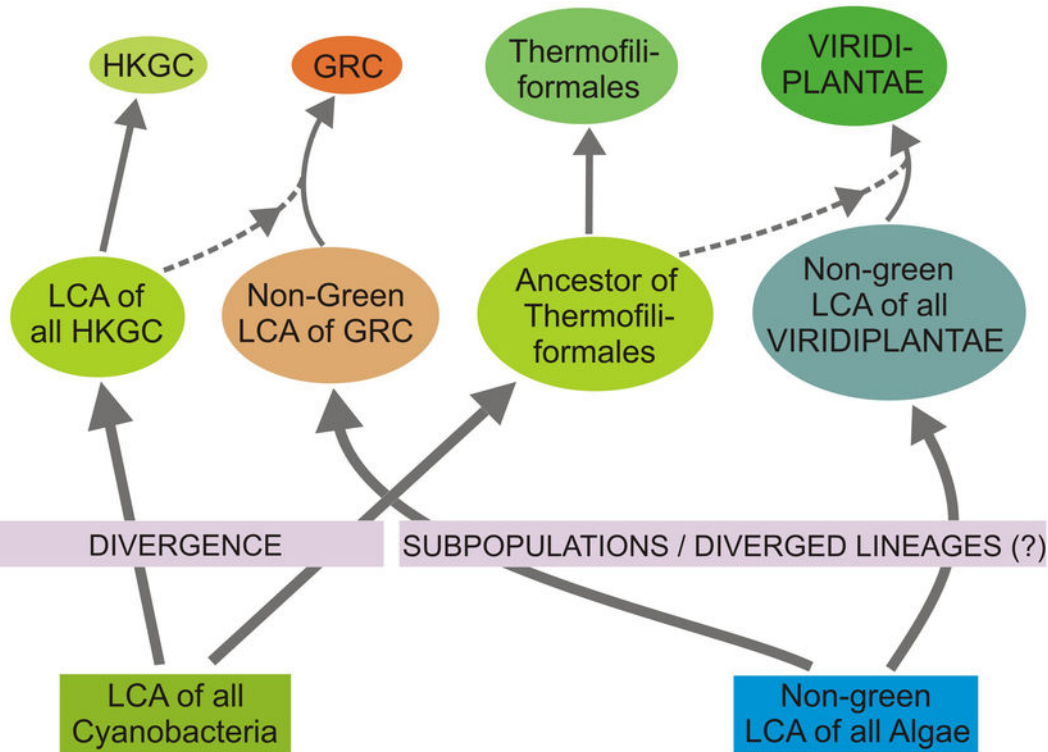 HKGC
GRC
Thermofili-
formales
VIRIDI-
PLANTAE
LCA of
all HKGC
Non-Green
LCA of GRC
Ancestor of
Thermofili-
formales
Non-green
LCA of all
VIRIDIPLANTAE
DIVERGENCE
SUBPOPULATIONS / DIVERGED LINEAGES (?)
LCA of all
Cyanobacteria
Non-green
LCA of all Algae